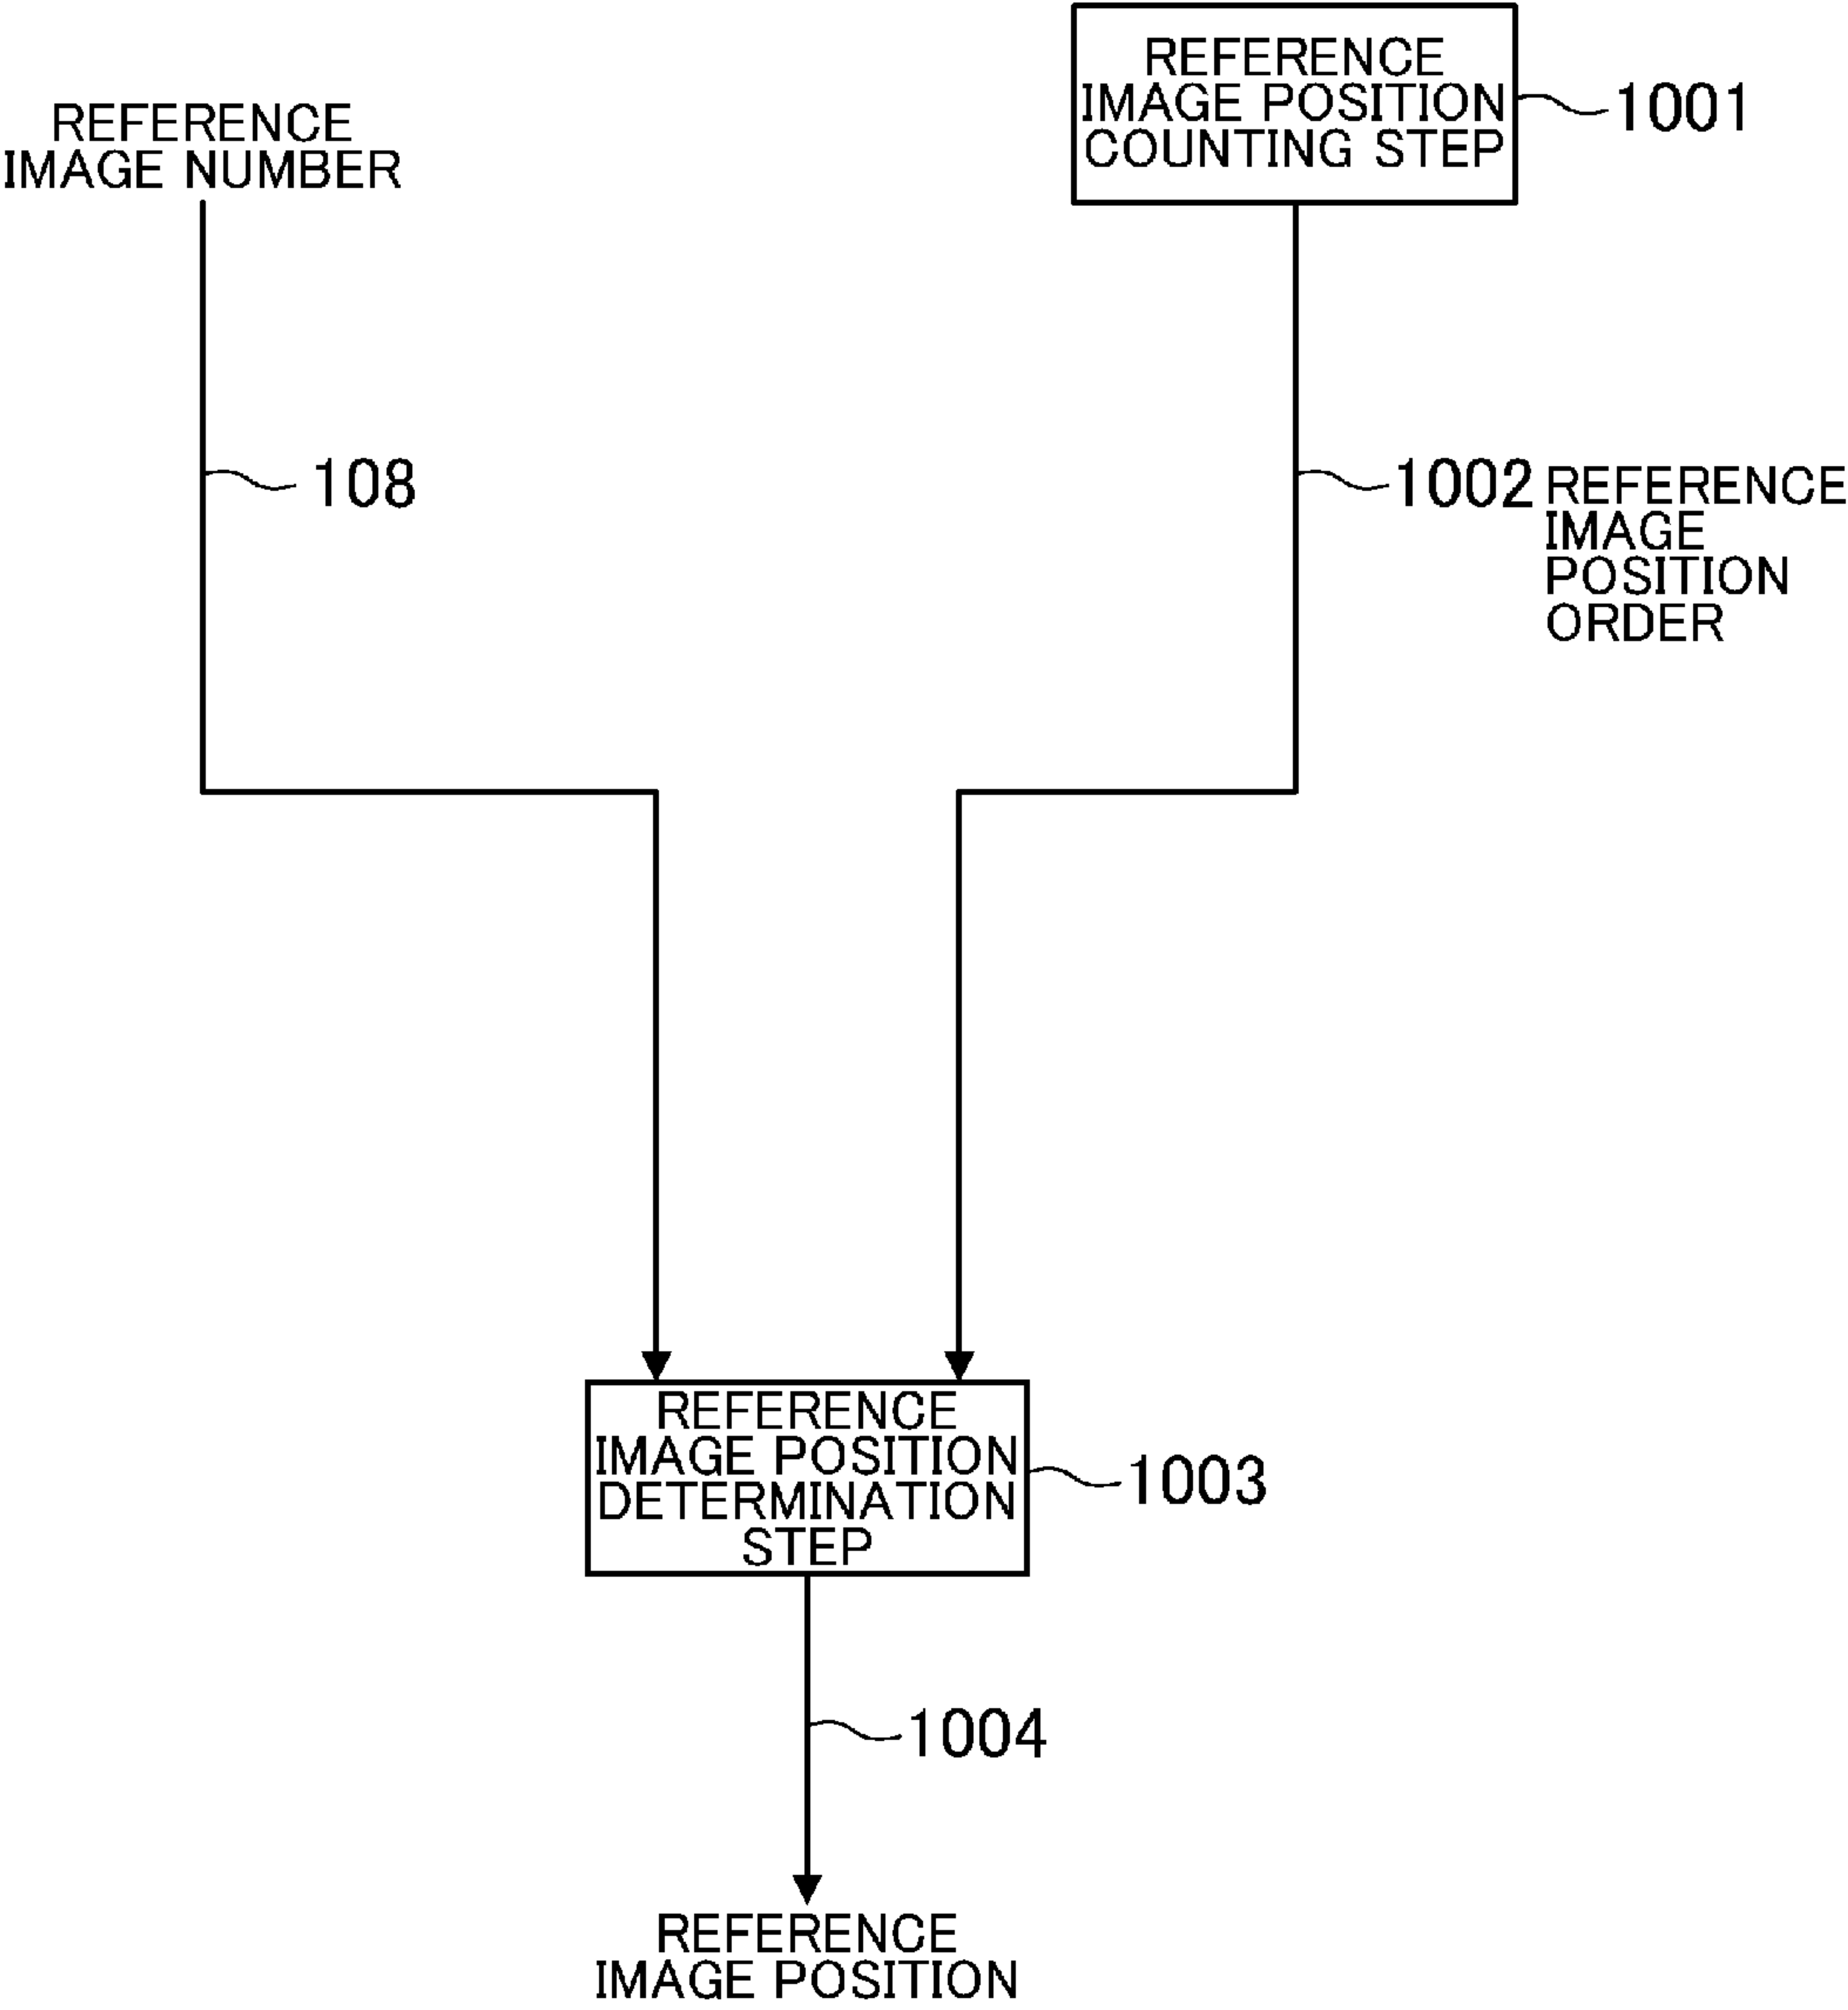 REFERENCE
IMAGE POSITION
COUNTING STEP
1001
REFERENCE
IMAGE NUMBER
108
1002
REFERENCE
IMAGE
POSITION
ORDER
REFERENCE
IMAGE POSITION
DETERMINATION
STEP
1003
1004
REFERENCE
IMAGE POSITION